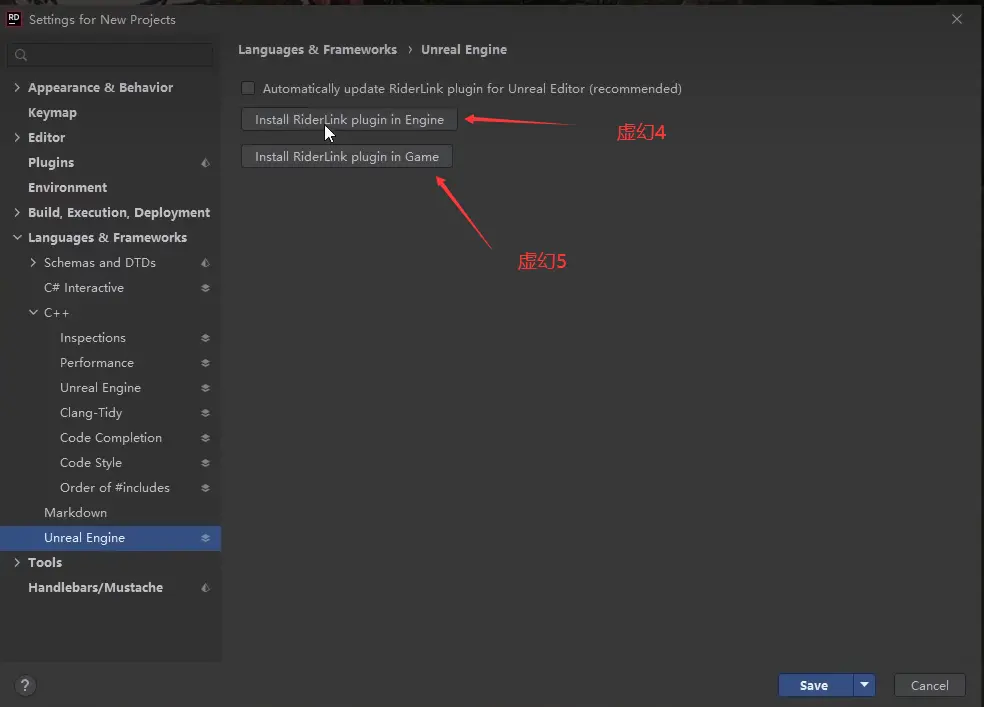 RD
Settings for New Projects
Appearance & Behavior
Keymap
Editor
Plugins
Environment
Build, Execution, Deployment
Languages & Frameworks
Schemas and DTDs
C# Interactive
C++
Inspections
Performance
Unreal Engine
Clang-Tidy
Code Completion
Code Style
Order of #includes
Markdown
Unreal Engine
Tools
Handlebars/Mustache
Languages & Frameworks › Unreal Engine
Automatically update RiderLink plugin for Unreal Editor (recommended)
Install RiderLink plugin in Engine
虚幻4
Install RiderLink plugin in Game
虚幻5
?
Save
Cancel